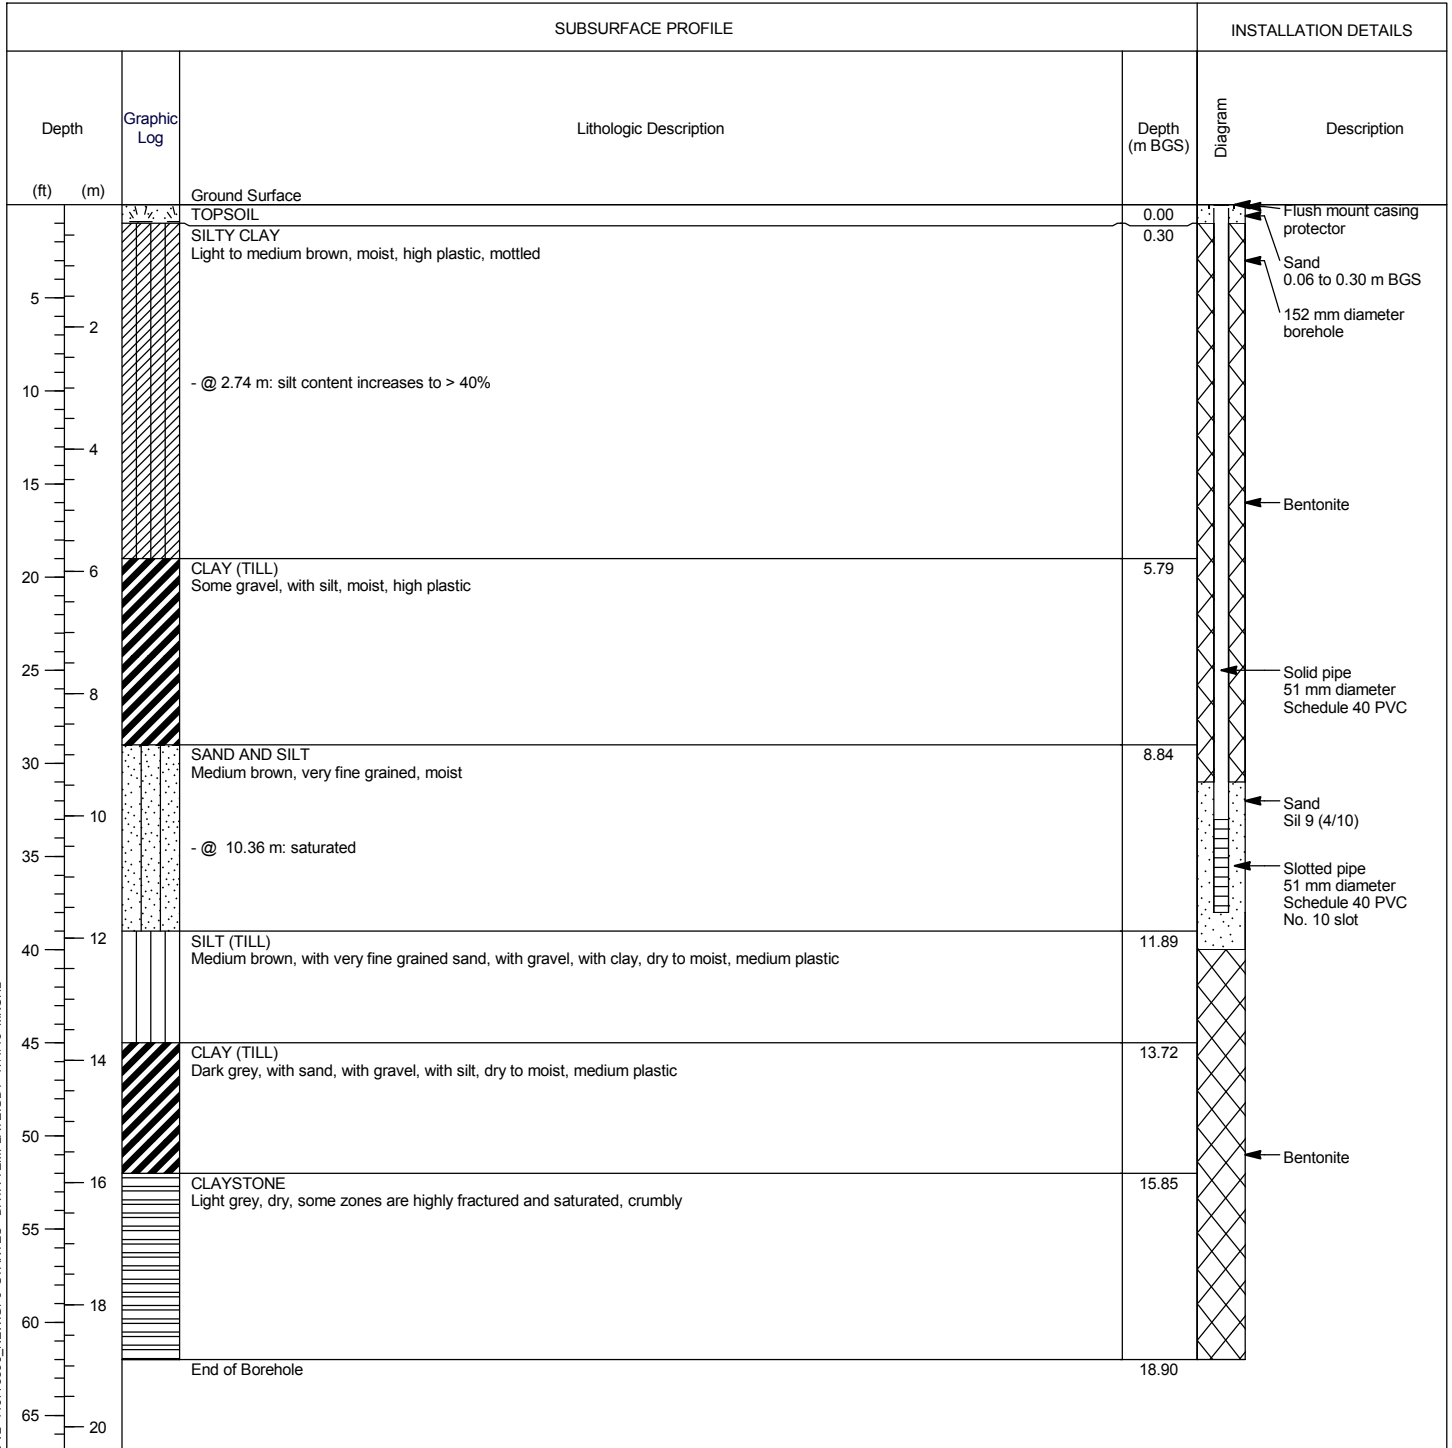 SUBSURFACE PROFILE
INSTALLATION DETAILS
Depth
Graphic
Log
Lithologic Description
Depth
(m BGS)
Diagram
Description
(ft)
(m)
Ground Surface
TOPSOIL
0.00
SILTY CLAY
0.30
Light to medium brown, moist, high plastic, mottled
- @ 2.74 m: silt content increases to > 40%
CLAY (TILL)
5.79
Some gravel, with silt, moist, high plastic
SAND AND SILT
8.84
Medium brown, very fine grained, moist
- @ 10.36 m: saturated
SILT (TILL)
11.89
Medium brown, with very fine grained sand, with gravel, with clay, dry to moist, medium plastic
CLAY (TILL)
13.72
Dark grey, with sand, with gravel, with silt, dry to moist, medium plastic
CLAYSTONE
15.85
Light grey, dry, some zones are highly fractured and saturated, crumbly
End of Borehole
18.90
5
10
15
20
25
30
35
40
45
50
55
60
65
2
4
6
8
10
12
14
16
18
20
Flush mount casing
protector
Sand
0.06 to 0.30 m BGS
152 mm diameter
borehole
Bentonite
Solid pipe
51 mm diameter
Schedule 40 PVC
Sand
Sil 9 (4/10)
Slotted pipe
51 mm diameter
Schedule 40 PVC
No. 10 slot
Bentonite